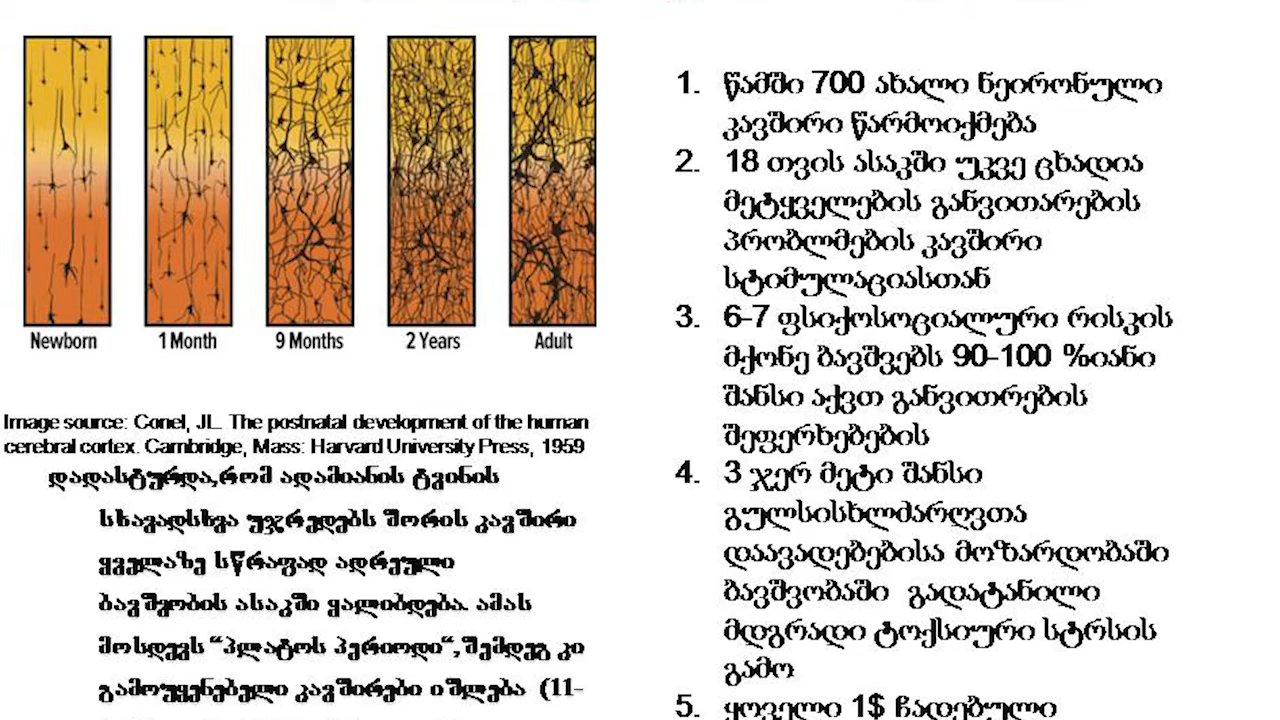 Newborn
1 Month
9 Months
2 Years
Adult
Image source: Conel, JL. The postnatal development of the human
cerebral cortex. Cambridge, Mass: Harvard University Press, 1959
დადასტურდა,რომ ადამიანის ტვინის
სხავადსხვა უჯრედებს შორის კავშირი
ყველაზე სწრაფად ადრეული
ბავშვობის ასაკში ყალიბდება. ამას
მოსდევს “პლატოს პერიოდი“,შემდეგ კი
გამოუყენებელი კავშირები იშლება (11-
1. წამში 700 ახალი ნეირონული
კავშირი წარმოიქმება
2. 18 თვის ასაკში უკვე ცხადია
მეტყველების განვითარების
პრობლმების კავშირი
სტიმულაციასთან
3. 6-7 ფსიქოსოციალური რისკის
მქონე ბავშვებს 90-100 %იანი
შანსი აქვთ განვითრების
შეფერხებების
4. 3 ჯერ მეტი შანსი
გულსისხლძარღვთა
დაავადებებისა მოზარდობაში
ბავშვობაში გადატანილი
მდგრადი ტოქსიური სტრსის
გამო
5. ყოველი 1$ ჩადებული